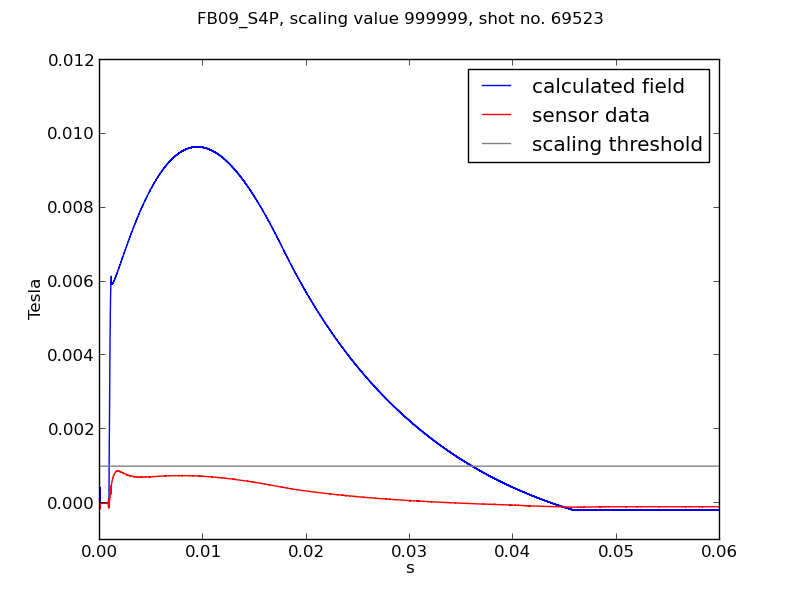 FB09_S4P, scaling value 999999, shot no. 69523
0.012
0.010
0.008
0.006
0.004
0.002
0.000
Tesla
calculated field
sensor data
scaling threshold
0.00 0.01 0.02 0.03 0.04 0.05 0.06
s